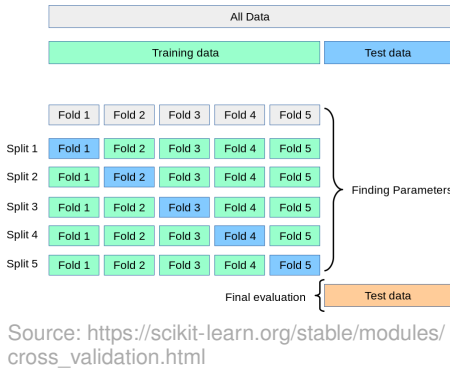 All Data
Training data Test data
Fold 1 Fold 2 Fold 3 Fold 4 Fold 5
Split 1 Fold 1 Fold 2 Fold 3 Fold 4 Fold 5
Split 2 Fold 1 Fold 2 Fold 3 Fold 4 Fold 5
Finding Parameters
Split 3 Fold 1 Fold 2 Fold 3 Fold 4 Fold 5
Split 4 Fold 1 Fold 2 Fold 3 Fold 4 Fold 5
Split 5 Fold 1 Fold 2 Fold 3 Fold 4 Fold 5
Final evaluation Test data
Source: https://scikit-learn.org/stable/modules/
cross_validation.html